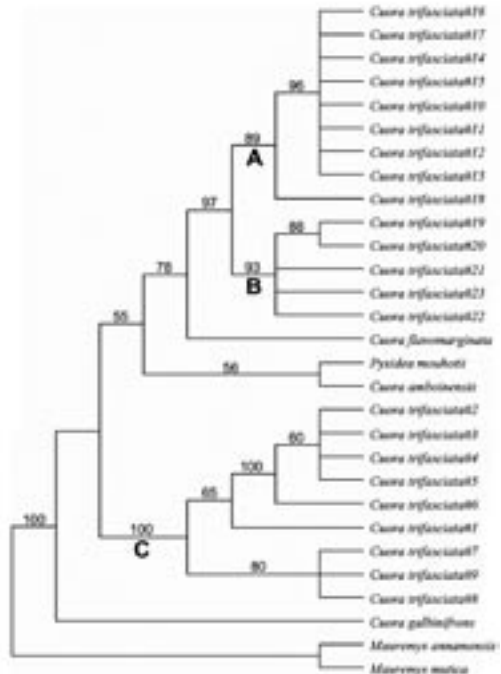 Cuora trifasciata#16
Cuora trifasciata#17
Cuora trifasciata#14
Cuora trifasciata#15
96
Cuora trifasciata#10
Cuora trifasciata#11
89
Cuora trifasciata#12
A
Cuora trifasciata#13
Cuora trifasciata#18
97
Cuora trifasciata#19
88
Cuora trifasciata#20
78
93
Cuora trifasciata#21
B
Cuora trifasciata#23
Cuora trifasciata#22
55
Cuora flavomarginata
Pyxidea mouhotii
56
Cuora amboinensis
Cuora trifasciata#2
Cuora trifasciata#3
60
Cuora trifasciata#4
100
Cuora trifasciata#5
65
Cuora trifasciata#6
100
Cuora trifasciata#1
100
C
Cuora trifasciata#7
80
Cuora trifasciata#9
Cuora trifasciata#8
Cuora galbinifrons
Mauremys annamensis
Mauremys mutica